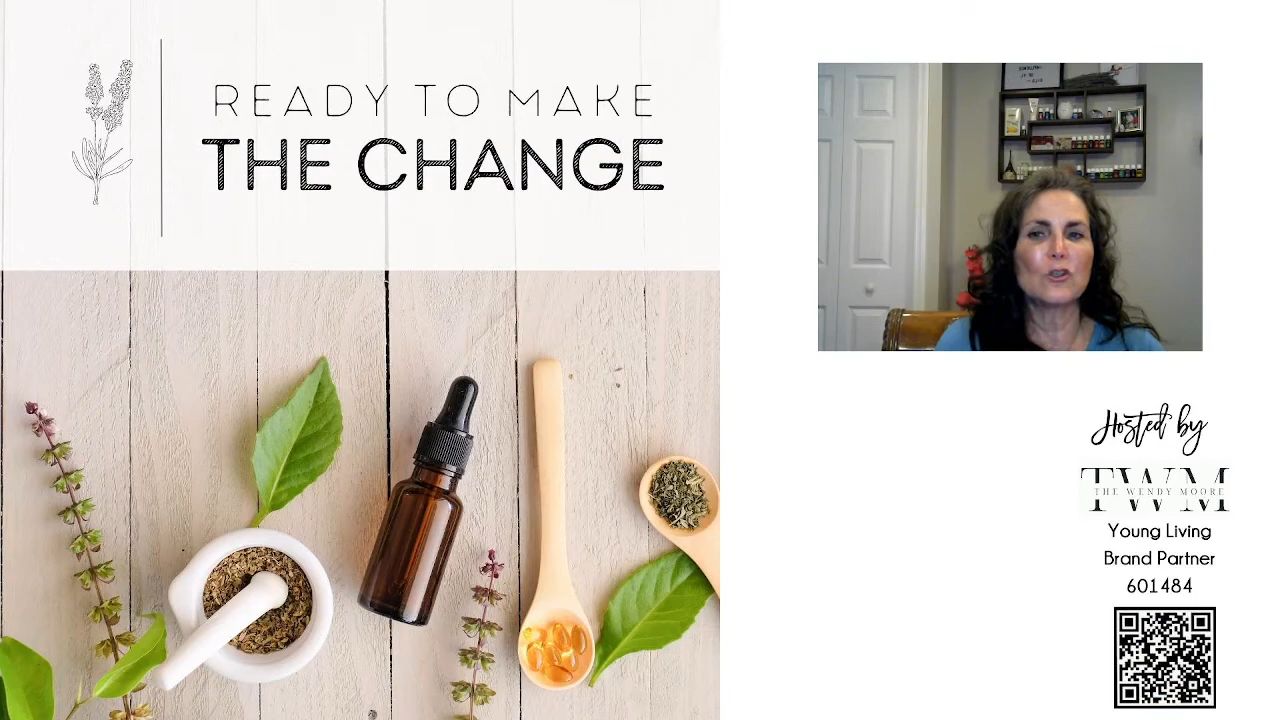 READY TO MAKE
THE CHANGE
Hosted by
TWM
THE WENDY MOORE
Young Living
Brand Partner
601484